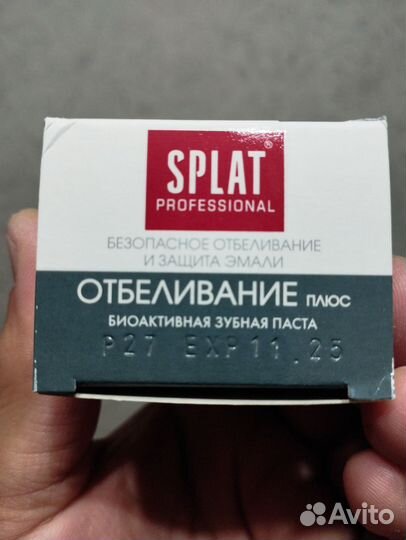 SPLAT®
PROFESSIONAL
БЕЗОПАСНОЕ ОТБЕЛИВАНИЕ
И ЗАЩИТА ЭМАЛИ
ОТБЕЛИВАНИЕ ПЛЮС
БИОАКТИВНАЯ ЗУБНАЯ ПАСТА
P27 EXP11.25
Avito